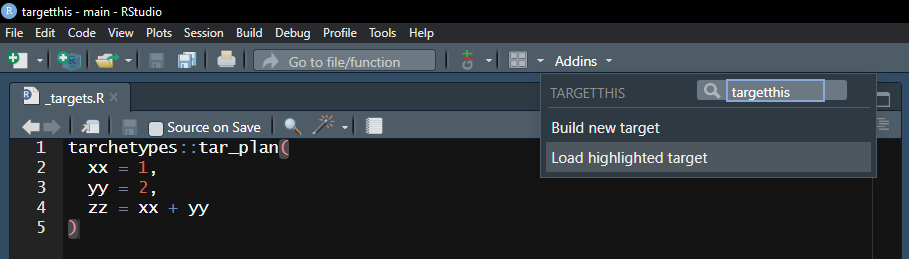 targetthis - main - RStudio
File Edit Code View Plots Session Build Debug Profile Tools Help
Go to file/function Addins
TARGETTHIS targetthis
_targets.R
Build new target
Source on Save
Load highlighted target
1 tarchetypes::tar_plan(
2 xx = 1,
3 yy = 2,
4 zz = xx + yy
5 )